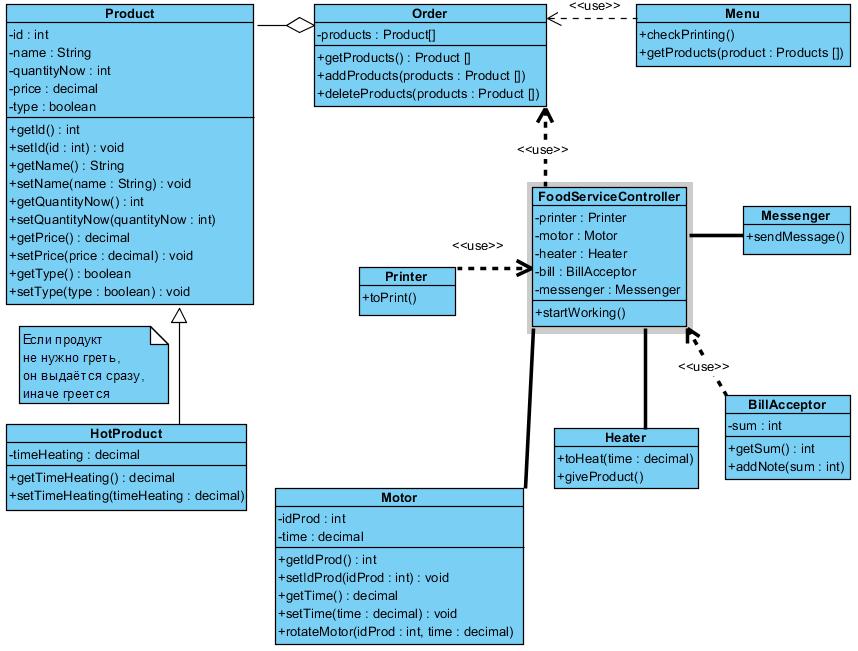 Product
-id : int
-name : String
-quantityNow : int
-price : decimal
-type : boolean
+getId() : int
+setId(id : int) : void
+getName() : String
+setName(name : String) : void
+getQuantityNow() : int
+setQuantityNow(quantityNow : int)
+getPrice() : decimal
+setPrice(price : decimal) : void
+getType() : boolean
+setType(type : boolean) : void
Order
-products : Product[]
+getProducts() : Product []
+addProducts(products : Product [])
+deleteProducts(products : Product [])
<<use>>
Menu
+checkPrinting()
+getProducts(product : Products [])
<<use>>
FoodServiceController
-printer : Printer
-motor : Motor
-heater : Heater
-bill : BillAcceptor
-messenger : Messenger
+startWorking()
Messenger
+sendMessage()
<<use>>
Printer
+toPrint()
Если продукт
не нужно греть,
он выдаётся сразу,
иначе греется
<<use>>
HotProduct
-timeHeating : decimal
+getTimeHeating() : decimal
+setTimeHeating(timeHeating : decimal)
Heater
+toHeat(time : decimal)
+giveProduct()
BillAcceptor
-sum : int
+getSum() : int
+addNote(sum : int)
Motor
-idProd : int
-time : decimal
+getIdProd() : int
+setIdProd(idProd : int) : void
+getTime() : decimal
+setTime(time : decimal) : void
+rotateMotor(idProd : int, time : decimal)